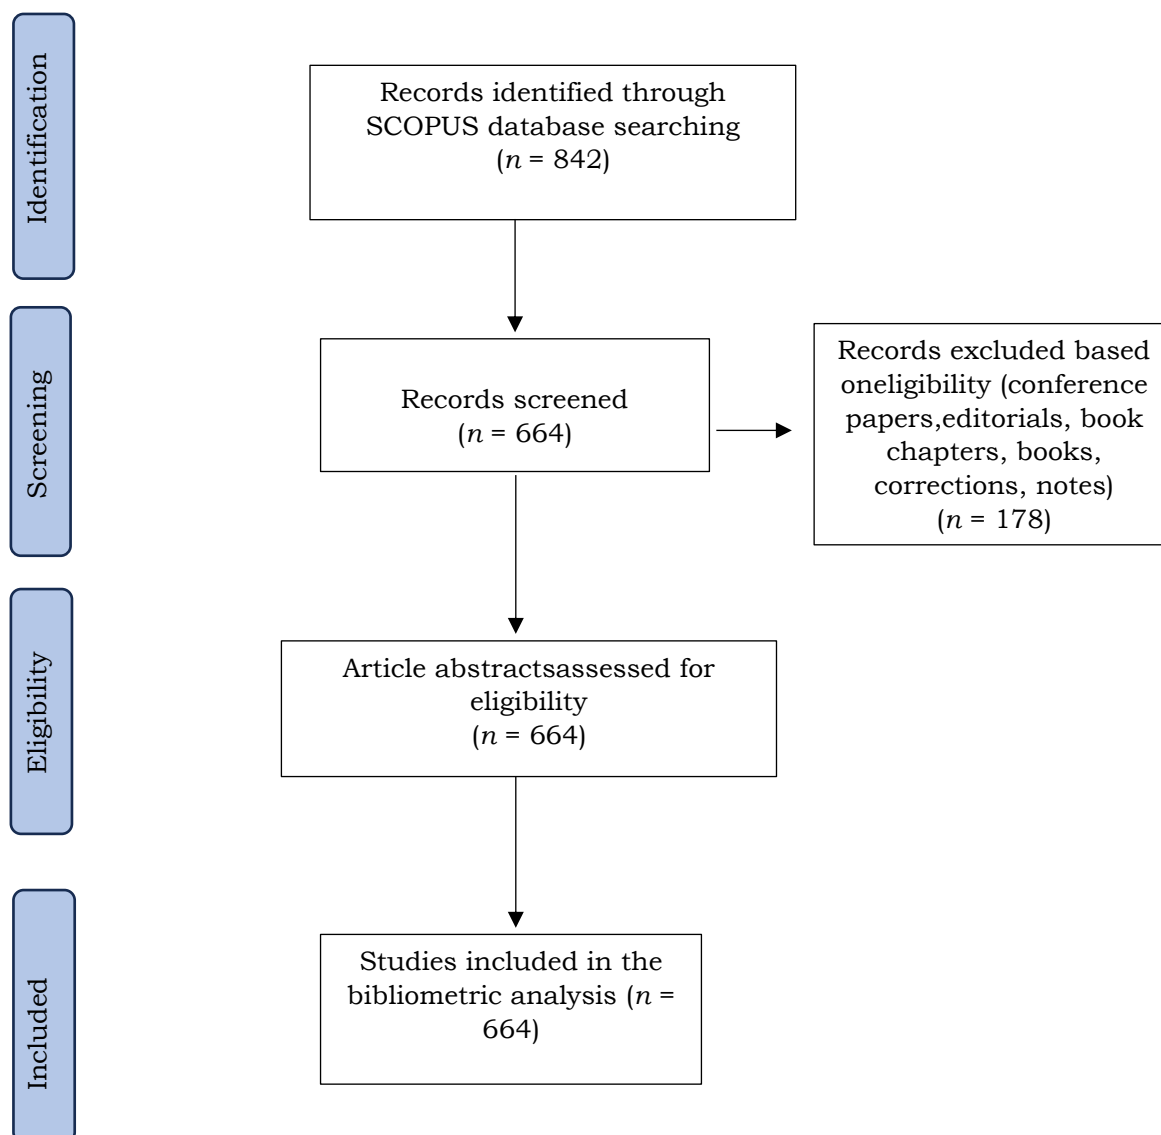 Identification
Records identified through
SCOPUS database searching
(n = 842)
Screening
Records screened
(n = 664)
Records excluded based
oneligibility (conference
papers,editorials, book
chapters, books,
corrections, notes)
(n = 178)
Eligibility
Article abstractsassessed for
eligibility
(n = 664)
Included
Studies included in the
bibliometric analysis (n =
664)